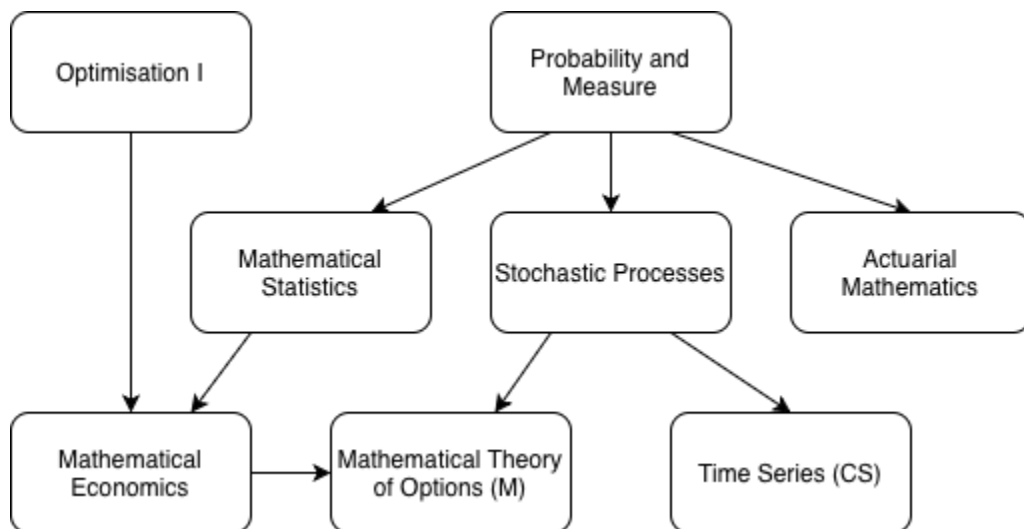 Optimisation I
Probability and
Measure
Mathematical
Statistics
Stochastic Processes
Actuarial
Mathematics
Mathematical
Economics
Mathematical Theory
of Options (M)
Time Series (CS)